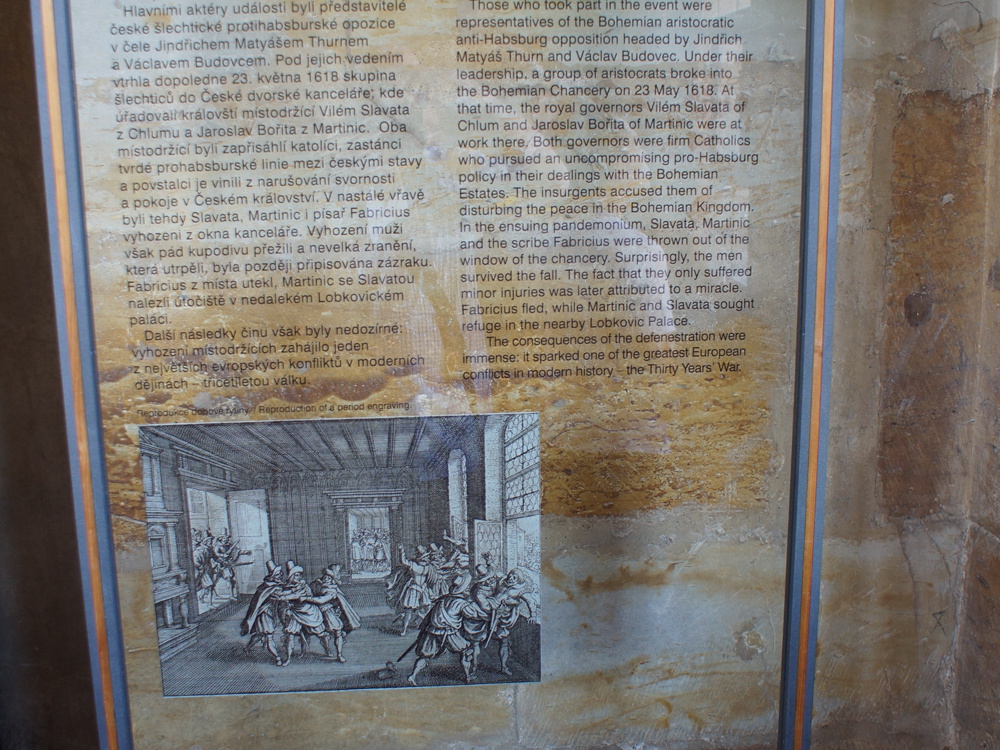 Hlavními aktéry události byli představitelé
české šlechtické protihabsburské opozice
v čele Jindřichem Matyášem Thurnem
a Václavem Budovcem. Pod jejich vedením
vtrhla dopoledne 23. května 1618 skupina
šlechticů do České dvorské kanceláře, kde
úřadovali královští místodržící Vilém Slavata
z Chlumu a Jaroslav Bořita z Martinic. Oba
místodržící byli zapřisáhlí katolíci, zastánci
tvrdé prohabsburské linie mezi českými stavy
a povstalci je vinili z narušování svornosti
a pokoje v Českém království. V nastalé vřavě
byli tehdy Slavata, Martinic i písař Fabricius
vyhozeni z okna kanceláře. Vyhození muži
však pád kupodivu přežili a nevelká zranění,
která utrpěli, byla později připisována zázraku.
Fabricius z místa utekl, Martinic se Slavatou
nalezli útočiště v nedalekém Lobkovickém
paláci.
Další následky činu však byly nedozírné:
vyhození místodržících zahájilo jeden
z největších evropských konfliktů v moderních
dějinách – třicetiletou válku.
Those who took part in the event were
representatives of the Bohemian aristocratic
anti-Habsburg opposition headed by Jindřich
Matyáš Thurn and Václav Budovec. Under their
leadership, a group of aristocrats broke into
the Bohemian Chancery on 23 May 1618. At
that time, the royal governors Vilém Slavata of
Chlum and Jaroslav Bořita of Martinic were at
work there. Both governors were firm Catholics
who pursued an uncompromising pro-Habsburg
policy in their dealings with the Bohemian
Estates. The insurgents accused them of
disturbing the peace in the Bohemian Kingdom.
In the ensuing pandemonium, Slavata, Martinic
and the scribe Fabricius were thrown out of the
window of the chancery. Surprisingly, the men
survived the fall. The fact that they only suffered
minor injuries was later attributed to a miracle.
Fabricius fled, while Martinic and Slavata sought
refuge in the nearby Lobkovic Palace.
The consequences of the defenestration were
immense: it sparked one of the greatest European
conflicts in modern history – the Thirty Years' War.
Reprodukce dobové rytiny / Reproduction of a period engraving.